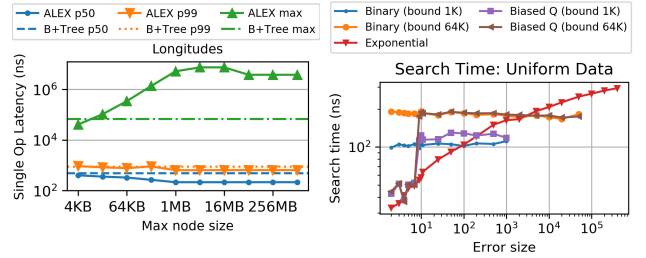 ALEX p50
ALEX p99
ALEX max
B+Tree p50
B+Tree p99
B+Tree max
Longitudes
Single Op Latency (ns)
10^6
10^4
10^2
4KB 64KB 1MB 16MB 256MB
Max node size
Binary (bound 1K)
Biased Q (bound 1K)
Binary (bound 64K)
Biased Q (bound 64K)
Exponential
Search Time: Uniform Data
Search time (ns)
10^2
10^1 10^2 10^3 10^4 10^5
Error size